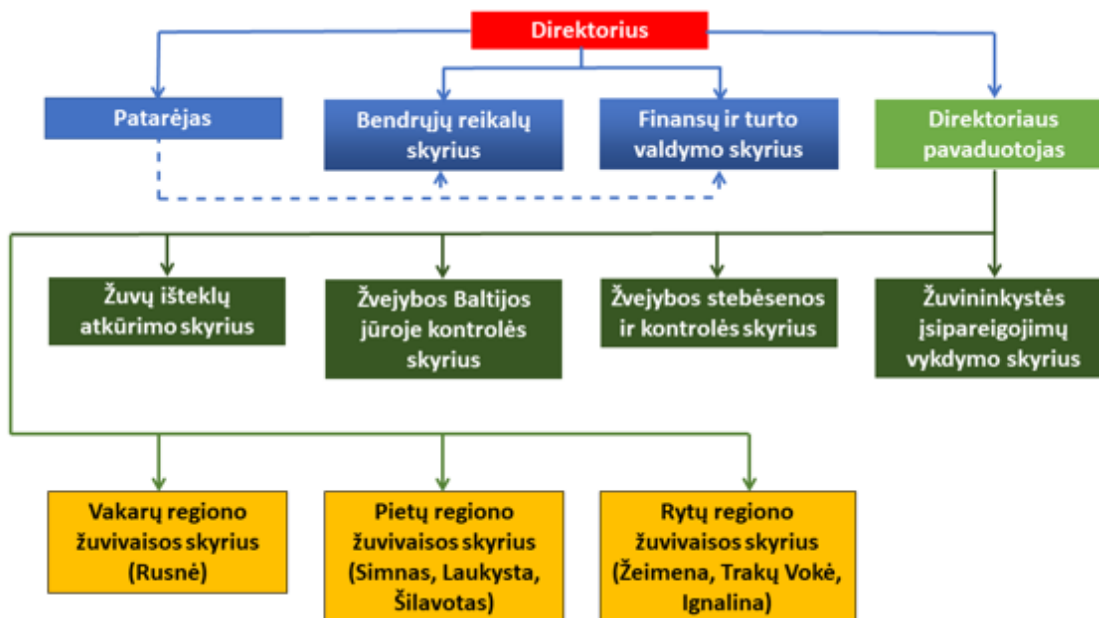 Direktorius
Patarėjas
Bendrųjų reikalų
skyrius
Finansų ir turto
valdymo skyrius
Direktoriaus
pavaduotojas
Žuvų išteklų
atkūrimo skyrius
Žvejybos Baltijos
jūroje kontrolės
skyrius
Žvejybos stebėsenos
ir kontrolės skyrius
Žuvininkystės
įsipareigojimų
vykdymo skyrius
Vakarų regiono
žuvivaisos skyrius
(Rusnė)
Pietų regiono
žuvivaisos skyrius
(Simnas, Laukysta,
Šilavotas)
Rytų regiono
žuvivaisos skyrius
(Žeimena, Trakų Vokė,
Ignalina)